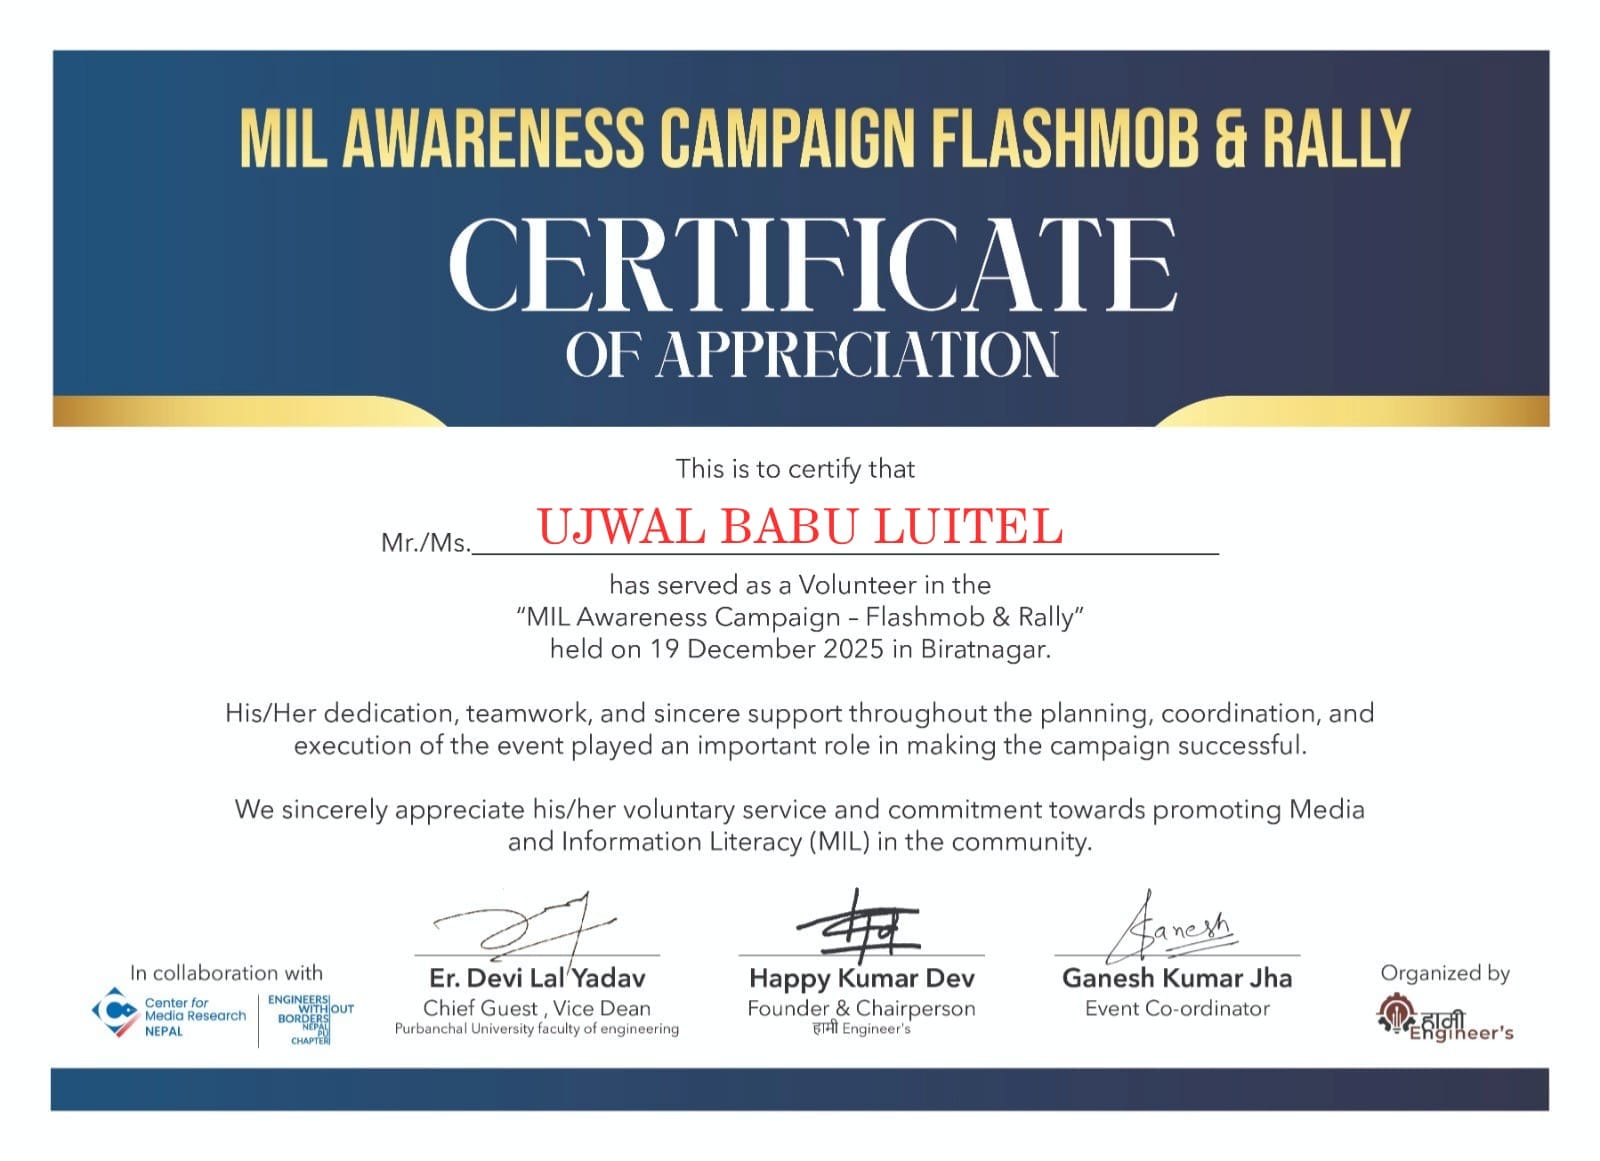 MIL AWARENESS CAMPAIGN FLASHMOB & RALLY
CERTIFICATE
OF APPRECIATION
This is to certify that
Mr./Ms. UJWAL BABU LUITEL
has served as a Volunteer in the
“MIL Awareness Campaign – Flashmob & Rally”
held on 19 December 2025 in Biratnagar.
His/Her dedication, teamwork, and sincere support throughout the planning, coordination, and
execution of the event played an important role in making the campaign successful.
We sincerely appreciate his/her voluntary service and commitment towards promoting Media
and Information Literacy (MIL) in the community.
In collaboration with
Center for
Media Research
NEPAL
ENGINEERS
WITHOUT
BORDERS
NEPAL
PU
CHAPTER
Er. Devi Lal Yadav
Chief Guest , Vice Dean
Purbanchal University faculty of engineering
Happy Kumar Dev
Founder & Chairperson
हामी Engineer's
Ganesh
Ganesh Kumar Jha
Event Co-ordinator
Organized by
हामी
Engineer's